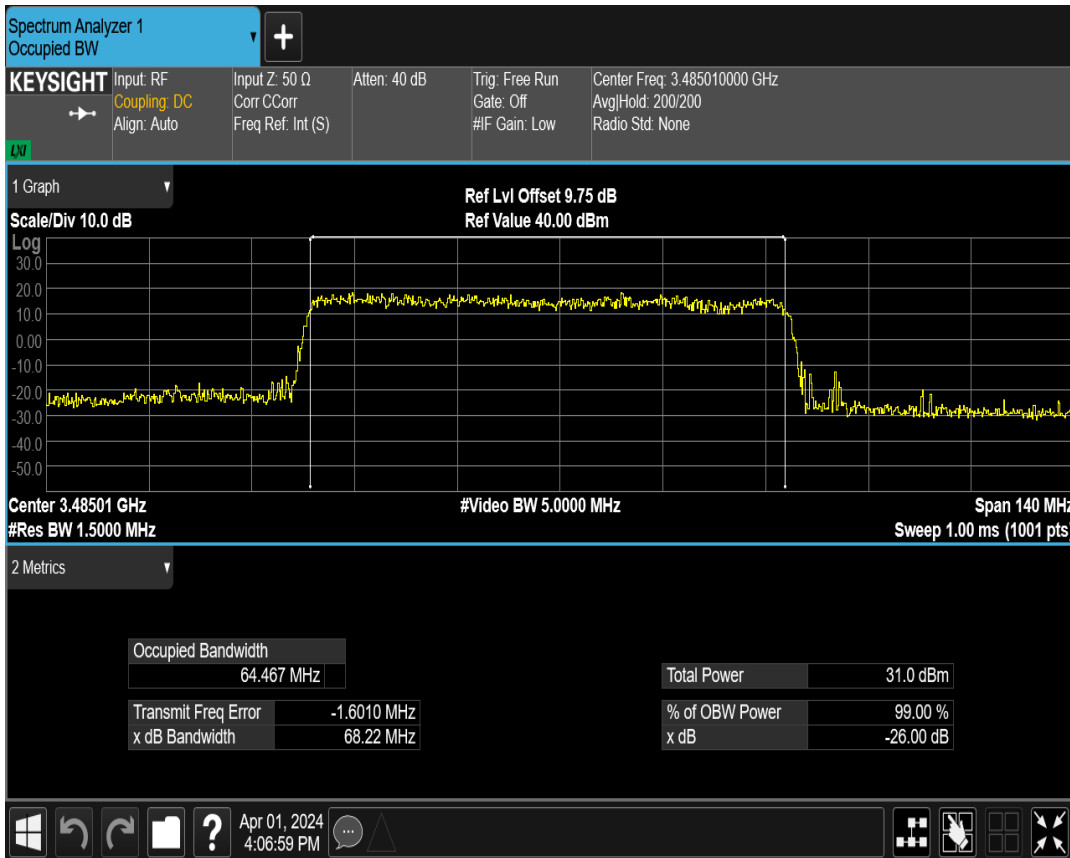 Spectrum Analyzer 1
Occupied BW
KEYSIGHT
LXI
Input: RF
Coupling: DC
Align: Auto
Input Z: 50 Ω
Corr CCorr
Freq Ref: Int (S)
Atten: 40 dB
Trig: Free Run
Gate: Off
#IF Gain: Low
Center Freq: 3.485010000 GHz
Avg|Hold: 200/200
Radio Std: None
1 Graph
Ref Lvl Offset 9.75 dB
Scale/Div 10.0 dB
Ref Value 40.00 dBm
Log
30.0
20.0
10.0
0.00
-10.0
-20.0
-30.0
-40.0
-50.0
Center 3.48501 GHz
#Video BW 5.0000 MHz
Span 140 MHz
#Res BW 1.5000 MHz
Sweep 1.00 ms (1001 pts)
2 Metrics
Occupied Bandwidth
64.467 MHz
Total Power 31.0 dBm
Transmit Freq Error -1.6010 MHz
% of OBW Power 99.00 %
x dB Bandwidth 68.22 MHz
x dB -26.00 dB
Apr 01, 2024
4:06:59 PM